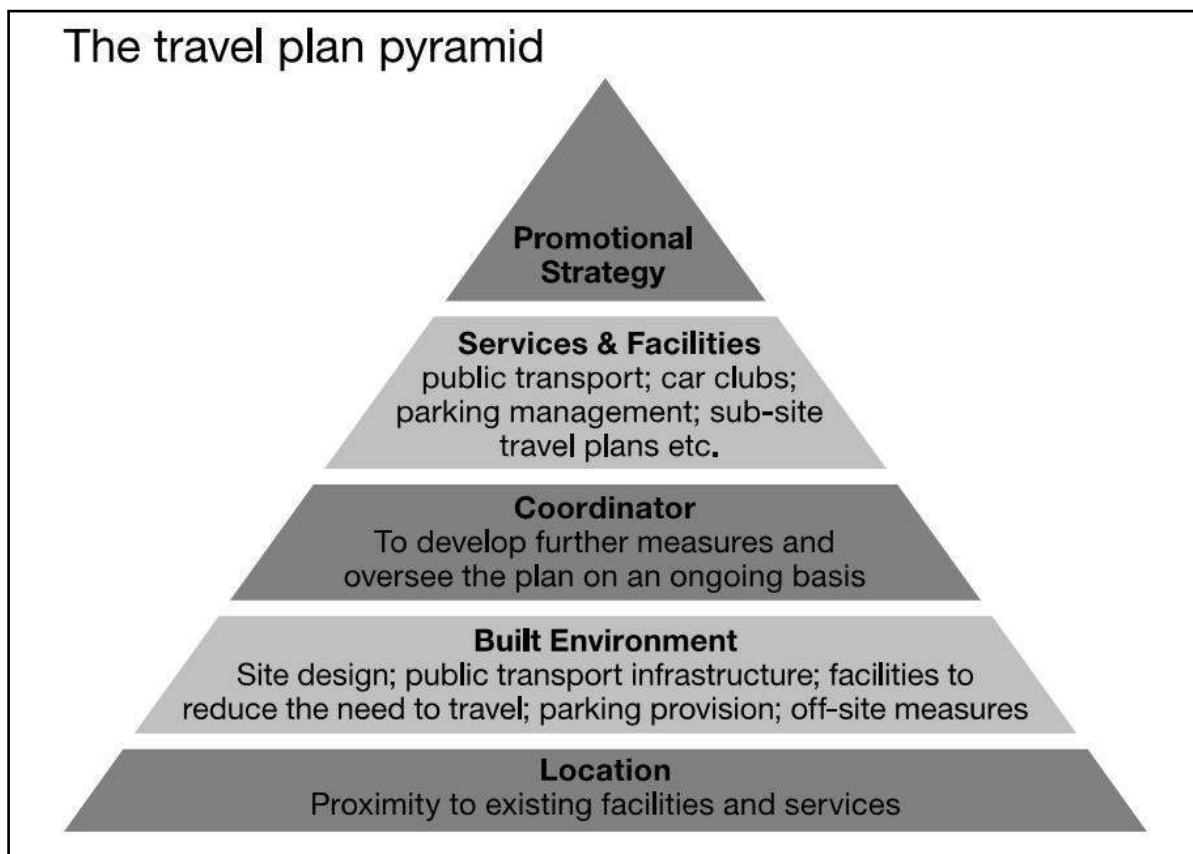 The travel plan pyramid
Promotional
Strategy
Services & Facilities
public transport; car clubs;
parking management; sub-site
travel plans etc.
Coordinator
To develop further measures and
oversee the plan on an ongoing basis
Built Environment
Site design; public transport infrastructure; facilities to
reduce the need to travel; parking provision; off-site measures
Location
Proximity to existing facilities and services